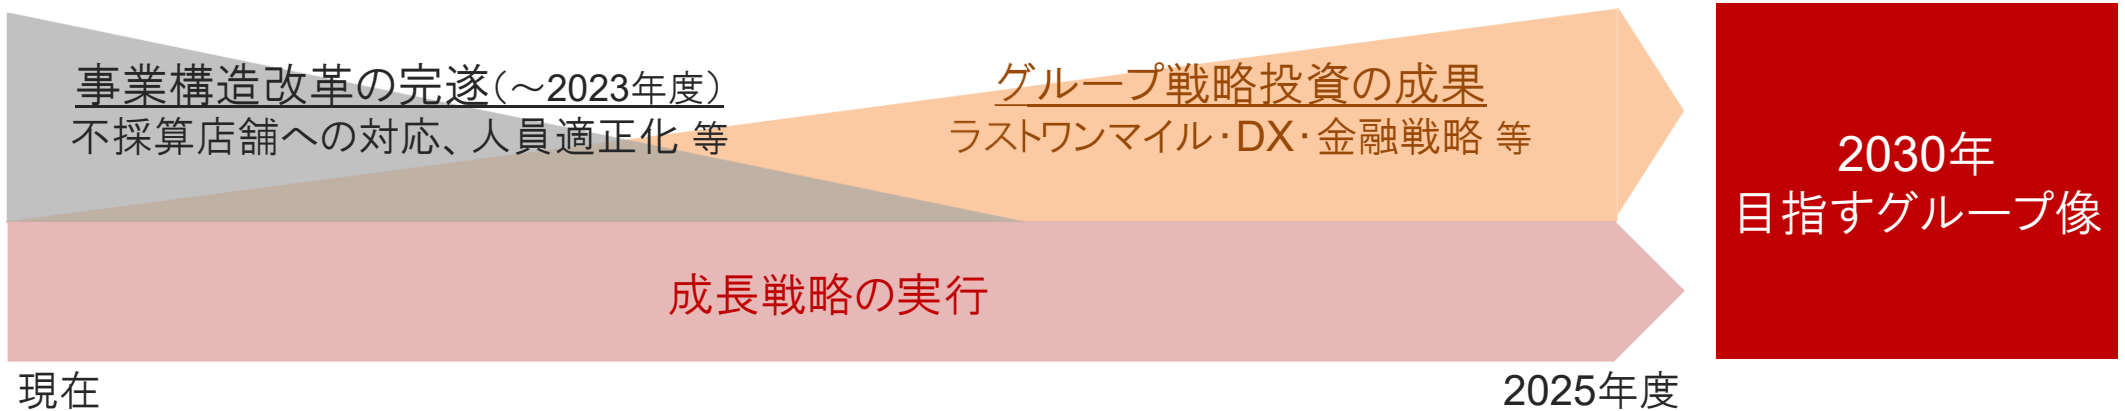 事業構造改革の完遂（～2023年度）
不採算店舗への対応、人員適正化 等
グループ戦略投資の成果
ラストワンマイル・DX・金融戦略 等
成長戦略の実行
現在
2025年度
2030年
目指すグループ像